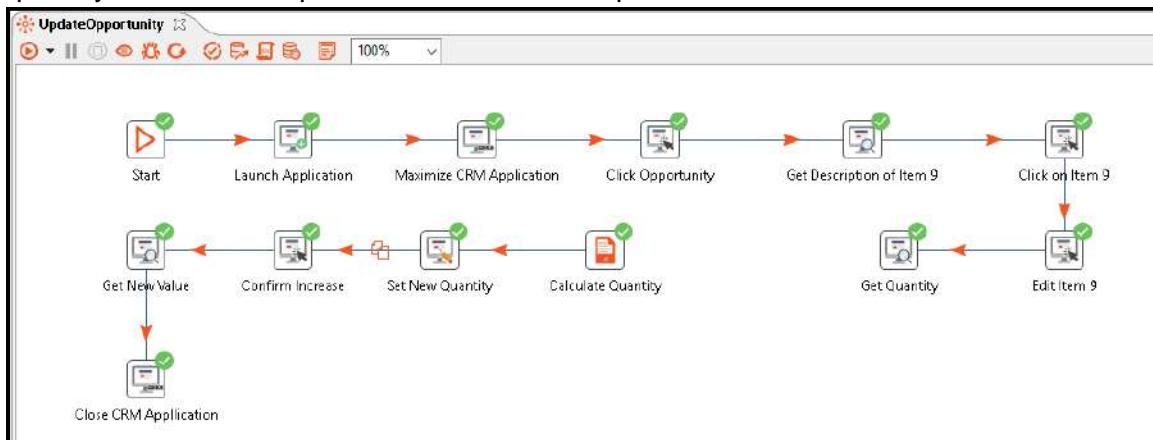 UpdateOpportunity
100%
Start
Launch Application
Maximize CRM Application
Click Opportunity
Get Description of Item 9
Click on Item 9
Get New Value
Confirm Increase
Set New Quantity
Calculate Quantity
Get Quantity
Edit Item 9
Close CRM Appllication